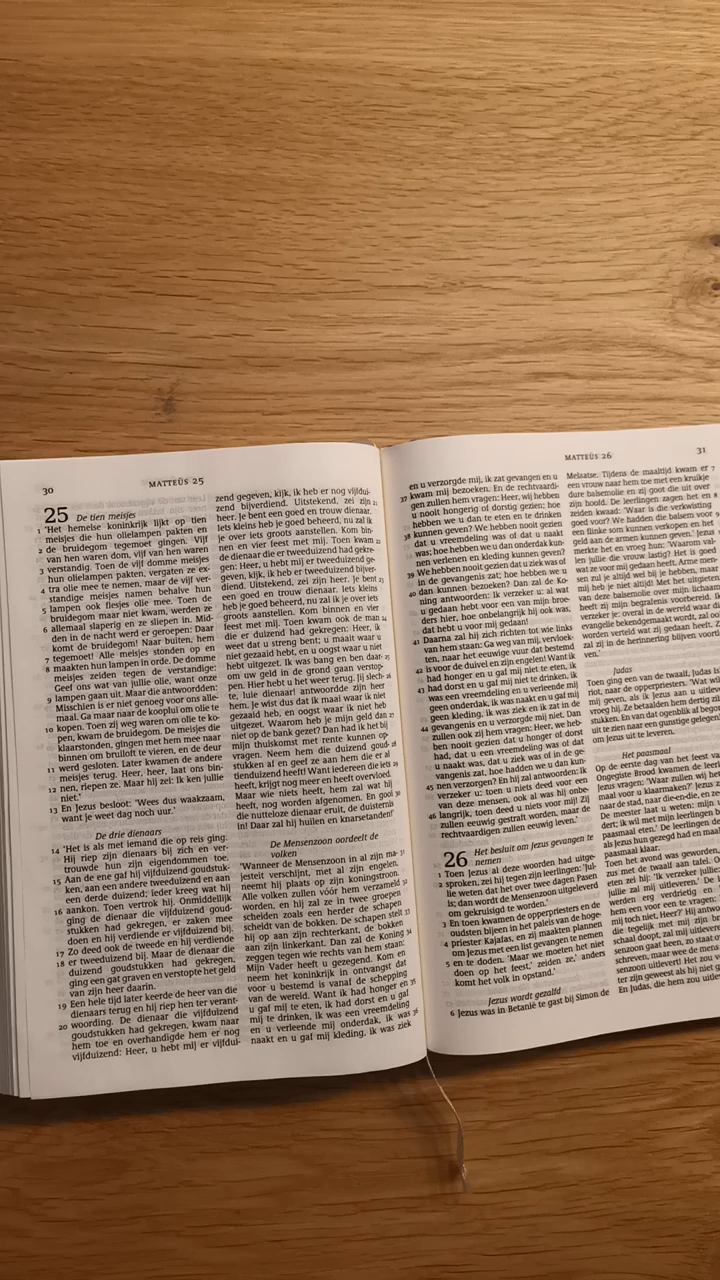 30
MATTEÜS 25
25 De tien meisjes
1 ‘Het hemelse koninkrijk lijkt op tien
meisjes die hun olielampen pakten en
2 de bruidegom tegemoet gingen. Vijf
van hen waren dom, vijf van hen waren
3 verstandig. Toen de vijf domme meisjes
hun olielampen pakten, vergaten ze ex-
4 tra olie mee te nemen, maar de vijf ver-
standige meisjes namen behalve hun
5 lampen ook flesjes olie mee. Toen de
bruidegom maar niet kwam, werden ze
6 allemaal slaperig en ze sliepen in. Mid-
den in de nacht werd er geroepen: Daar
komt de bruidegom! Naar buiten, hem
7 tegemoet! Alle meisjes stonden op en
8 maakten hun lampen in orde. De domme
meisjes zeiden tegen de verstandige:
Geef ons wat van jullie olie, want onze
9 lampen gaan uit. Maar die antwoordden:
Misschien is er niet genoeg voor ons alle-
maal. Ga maar naar de kooplui om olie te
10 kopen. Toen zij weg waren om olie te ko-
pen, kwam de bruidegom. De meisjes die
klaarstonden, gingen met hem mee naar
binnen om bruiloft te vieren, en de deur
11 werd gesloten. Later kwamen de andere
meisjes terug. Heer, heer, laat ons bin-
12 nen, riepen ze. Maar hij zei: Ik ken jullie
niet.’
13 En Jezus besloot: ‘Wees dus waakzaam,
want je weet dag noch uur.’
De drie dienaars
14 ‘Het is als met iemand die op reis ging.
Hij riep zijn dienaars bij zich en ver-
trouwde hun zijn eigendommen toe.
15 Aan de ene gaf hij vijfduizend goudstuk-
ken, aan een andere tweeduizend en aan
een derde duizend; ieder kreeg wat hij
16 aankon. Toen vertrok hij. Onmiddellijk
ging de dienaar die vijfduizend goud-
stukken had gekregen, er zaken mee
doen en hij verdiende er vijfduizend bij.
17 Zo deed ook de tweede en hij verdiende
18 er tweeduizend bij. Maar de dienaar die
duizend goudstukken had gekregen,
ging een gat graven en verstopte het geld
van zijn heer daarin.
19 Een hele tijd later keerde de heer van die
dienaars terug en hij riep hen ter verant-
20 woording. De dienaar die vijfduizend
goudstukken had gekregen, kwam naar
hem toe en overhandigde hem er nog
vijfduizend: Heer, u hebt mij er vijfdui-
zend gegeven, kijk, ik heb er nog vijfdui-
zend bijverdiend. Uitstekend, zei zijn 21
heer. Je bent een goed en trouw dienaar.
Iets kleins heb je goed beheerd, nu zal ik
je over iets groots aanstellen. Kom bin-
nen en vier feest met mij. Toen kwam 22
de dienaar die er tweeduizend had gekre-
gen: Heer, u hebt mij er tweeduizend ge-
geven, kijk, ik heb er tweeduizend bijver-
diend. Uitstekend, zei zijn heer. Je bent 23
een goed en trouw dienaar. Iets kleins
heb je goed beheerd, nu zal ik je over iets
groots aanstellen. Kom binnen en vier
feest met mij. Toen kwam ook de man 24
die er duizend had gekregen: Heer, ik
weet dat u streng bent; u maait waar u
niet gezaaid hebt, en u oogst waar u niet
hebt uitgezet. Ik was bang en ben daar- 25
om uw geld in de grond gaan verstop-
pen. Hier hebt u het weer terug. Jij slech- 26
te, luie dienaar! antwoordde zijn heer
hem. Je wist dus dat ik maai waar ik niet
gezaaid heb, en oogst waar ik niet heb
uitgezet. Waarom heb je mijn geld dan 27
niet op de bank gezet? Dan had ik het bij
mijn thuiskomst met rente kunnen op-
vragen. Neem hem die duizend goud- 28
stukken af en geef ze aan hem die er al
tienduizend heeft! Want iedereen die iets 29
heeft, krijgt nog meer en heeft overvloed.
Maar wie niets heeft, hem zal wat hij
heeft, nog worden afgenomen. En gooi 30
die nutteloze dienaar eruit, de duisternis
in! Daar zal hij huilen en knarsetanden!’
De Mensenzoon oordeelt de
volken
‘Wanneer de Mensenzoon in al zijn ma- 31
jesteit verschijnt, met al zijn engelen,
neemt hij plaats op zijn koningstroon.
Alle volken zullen vóór hem verzameld 32
worden, en hij zal ze in twee groepen
scheiden zoals een herder de schapen
scheidt van de bokken. De schapen stelt 33
hij op aan zijn rechterkant, de bokken
aan zijn linkerkant. Dan zal de Koning 34
zeggen tegen wie rechts van hem staan:
Mijn Vader heeft u gezegend. Kom en
neem het koninkrijk in ontvangst dat
voor u bestemd is vanaf de schepping
van de wereld. Want ik had honger en 35
u gaf mij te eten, ik had dorst en u gaf
mij te drinken, ik was een vreemdeling
en u verleende mij onderdak, ik was 36
naakt en u gaf mij kleding, ik was ziek
MATTEÜS 26
31
en u verzorgde mij, ik zat gevangen en u
37 kwam mij bezoeken. En de rechtvaardi-
gen zullen hem vragen: Heer, wij hebben
u nooit hongerig of dorstig gezien; hoe
hebben we u dan te eten en te drinken
38 kunnen geven? We hebben nooit gezien
dat u vreemdeling was of dat u naakt
was; hoe hebben we u dan onderdak kun-
nen verlenen en kleding kunnen geven?
39 We hebben nooit gezien dat u ziek was of
in de gevangenis zat; hoe hebben we u
40 dan kunnen bezoeken? Dan zal de Ko-
ning antwoorden: Ik verzeker u: al wat
u gedaan hebt voor een van mijn broe-
ders hier, hoe onbelangrijk hij ook was,
dat hebt u voor mij gedaan!
41 Daarna zal hij zich richten tot wie links
van hem staan: Ga weg van mij, vervloek-
ten, naar het eeuwige vuur dat bestemd
42 is voor de duivel en zijn engelen! Want ik
had honger en u gaf mij niet te eten, ik
43 had dorst en u gaf mij niet te drinken, ik
was een vreemdeling en u verleende mij
geen onderdak, ik was naakt en u gaf mij
geen kleding, ik was ziek en ik zat in de
44 gevangenis en u verzorgde mij niet. Dan
zullen ook zij hem vragen: Heer, we heb-
ben nooit gezien dat u honger of dorst
had, dat u een vreemdeling was of dat
u naakt was, dat u ziek was of in de ge-
vangenis zat, hoe hadden we u dan kun-
45 nen verzorgen? En hij zal antwoorden: Ik
verzeker u: toen u niets deed voor een
van deze mensen, ook al was hij onbe-
46 langrijk, toen deed u niets voor mij! Zij
zullen eeuwig gestraft worden, maar de
rechtvaardigen zullen eeuwig leven.’
26 Het besluit om Jezus gevangen te
nemen
1 Toen Jezus al deze woorden had uitge-
2 sproken, zei hij tegen zijn leerlingen: ‘Jul-
lie weten dat het over twee dagen Pasen
is; dan wordt de Mensenzoon uitgeleverd
om gekruisigd te worden.’
3 En toen kwamen de opperpriesters en de
oudsten bijeen in het paleis van de hoge-
4 priester Kajafas, en zij maakten plannen
om Jezus met een list gevangen te nemen
5 en te doden. ‘Maar we moeten het niet
doen op het feest,’ zeiden ze,’ anders
komt het volk in opstand.’
Jezus wordt gezalfd
6 Jezus was in Betanië te gast bij Simon de
Melaatse. Tijdens de maaltijd kwam er 7
een vrouw naar hem toe met een kruikje
dure balsemolie en zij goot die uit over
zijn hoofd. De leerlingen zagen het en 8
zeiden kwaad: ‘Waar is die verkwisting
goed voor? We hadden die balsem voor 9
een flinke som kunnen verkopen en het
geld aan de armen kunnen geven.’ Jezus
merkte het en vroeg hun: ‘Waarom val-
len jullie die vrouw lastig? Het is goed
wat ze voor mij gedaan heeft. Arme men-
sen zul je altijd wel bij je hebben, maar
mij heb je niet altijd! Met het uitgieten
van deze balsemolie over mijn lichaam
heeft zij mijn begrafenis voorbereid. Ik
verzeker je: overal in de wereld waar dit
evangelie bekendgemaakt wordt, zal ook
worden verteld wat zij gedaan heeft. Z
zal zij in de herinnering blijven voort
ven.’
Judas
Toen ging een van de twaalf, Judas Is
riot, naar de opperpriesters. ‘Wat wil
mij geven, als ik Jezus aan u uitlever
vroeg hij. Ze betaalden hem dertig zil
stukken. En van dat ogenblik af begon
uit te zien naar een gunstige gelegen
om Jezus uit te leveren.
Het paasmaal
Op de eerste dag van het feest va
Ongegiste Brood kwamen de leerl
Jezus vragen: ‘Waar zullen wij het
maal voor u klaarmaken?’ Jezus z
naar de stad, naar die-en-die, en ze
De meester laat u weten: mijn t
dert; ik wil met mijn leerlingen b
paasmaal eten.’ De leerlingen de
als Jezus hun gezegd had en maak
paasmaal klaar.
Toen het avond was geworden,
zus met de twaalf aan tafel. O
eten zei hij: ‘Ik verzeker jullie:
jullie zal mij uitleveren.’ De l
werden erg verdrietig en
hem een voor een te vragen:
mij toch niet, Heer?’ Hij antwo
die tegelijk met mij zijn b
schaal doopt, zal mij uitlevere
senzoon gaat heen, zo staat o
schreven, maar wee de mens
senzoon uitlevert! Het zou v
ter zijn geweest als hij niet g
En Judas, die hem zou uitle